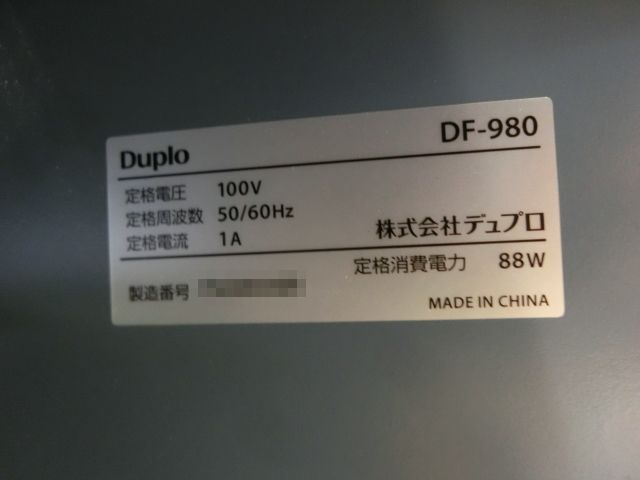 Duplo DF-980
定格電圧 100V
定格周波数 50/60Hz
定格電流 1A
株式会社デュプロ
定格消費電力 88W
製造番号
MADE IN CHINA